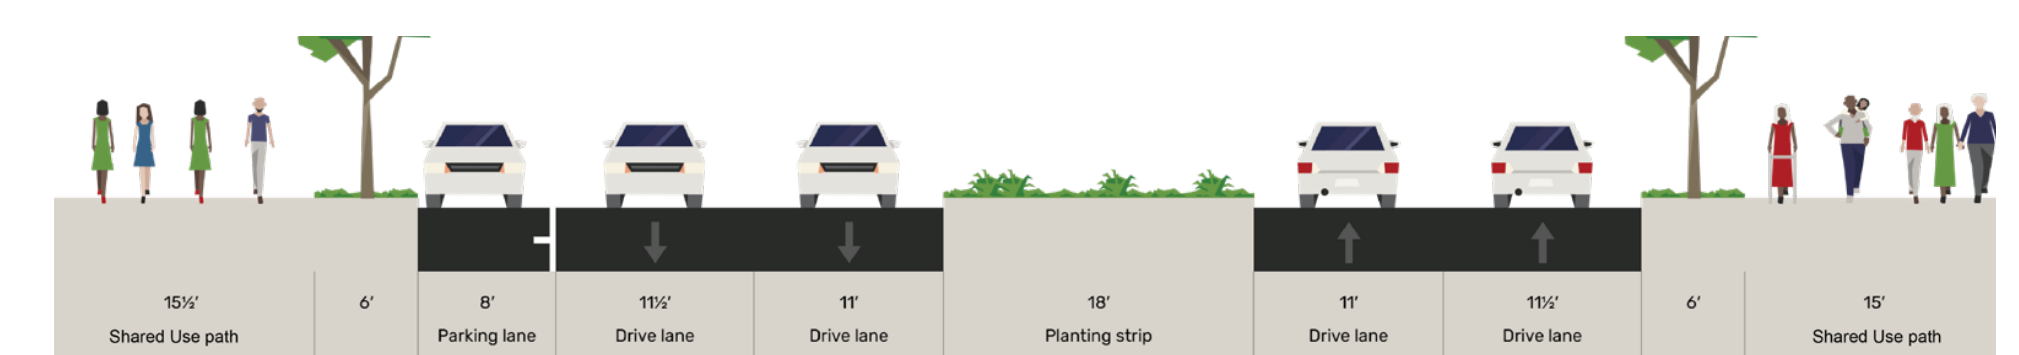 15½′ 6′ 8′ 11½′ 11′ 18′ 11′ 11½′ 6′ 15′
Shared Use path Parking lane Drive lane Drive lane Planting strip Drive lane Drive lane Shared Use path